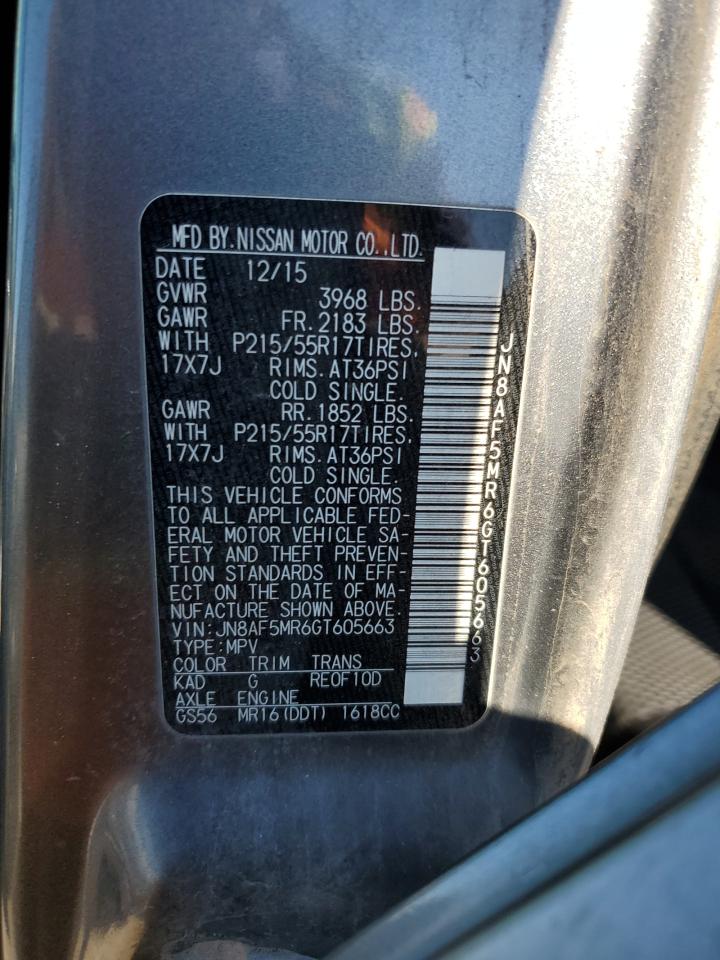 MFD BY.NISSAN MOTOR CO.,LTD.
DATE 12/15
GVWR 3968 LBS.
GAWR FR.2183 LBS.
WITH P215/55R17TIRES,
17X7J RIMS.AT36PSI
COLD SINGLE.
GAWR RR.1852 LBS.
WITH P215/55R17TIRES,
17X7J RIMS.AT36PSI
COLD SINGLE.
THIS VEHICLE CONFORMS
TO ALL APPLICABLE FED-
ERAL MOTOR VEHICLE SA-
FETY AND THEFT PREVEN-
TION STANDARDS IN EFF-
ECT ON THE DATE OF MA-
NUFACTURE SHOWN ABOVE.
VIN:JN8AF5MR6GT605663
TYPE:MPV
COLOR TRIM TRANS
KAD G RE0F10D
AXLE ENGINE
GS56 MR16(DDT) 1618CC
JN8AF5MR6GT605663